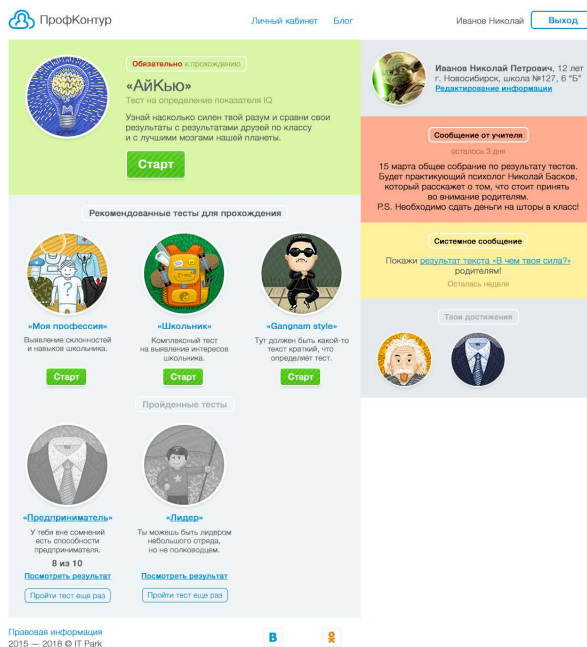 ПрофКонтур
Личный кабинет Блог
Иванов Николай
Выход
Обязательно к прохождению
«АйКью»
Тест на определение показателя IQ
Узнай насколько силен твой разум и сравни свои
результаты с результатами друзей по классу
и с лучшими мозгами нашей планеты.
Старт
Рекомендованные тесты для прохождения
«Моя профессия»
Выявление склонностей
и навыков школьника.
Старт
«Школьник»
Комплексный тест
на выявление интересов
школьника.
Старт
«Gangnam style»
Тут должен быть какой-то
текст краткий, что
определяет тест.
Старт
Пройденные тесты
«Предприниматель»
У тебя вне сомнений
есть способности
предпринимателя.
8 из 10
Посмотреть результат
Пройти тест еще раз
«Лидер»
Ты можешь быть лидером
небольшого отряда,
но не полководцем.
Посмотреть результат
Пройти тест еще раз
Иванов Николай Петрович, 12 лет
г. Новосибирск, школа №127, 6 "Б"
Редактирование информации
Сообщение от учителя
осталось 3 дня
15 марта общее собрание по результату тестов.
Будет практикующий психолог Николай Басков,
который расскажет о том, что стоит принять
во внимание родителям.
P.S. Необходимо сдать деньги на шторы в класс!
Системное сообщение
Покажи результат текста «В чем твоя сила?»
родителям!
Осталась неделя
Твои достижения
Правовая информация
2015 — 2018 © IT Park